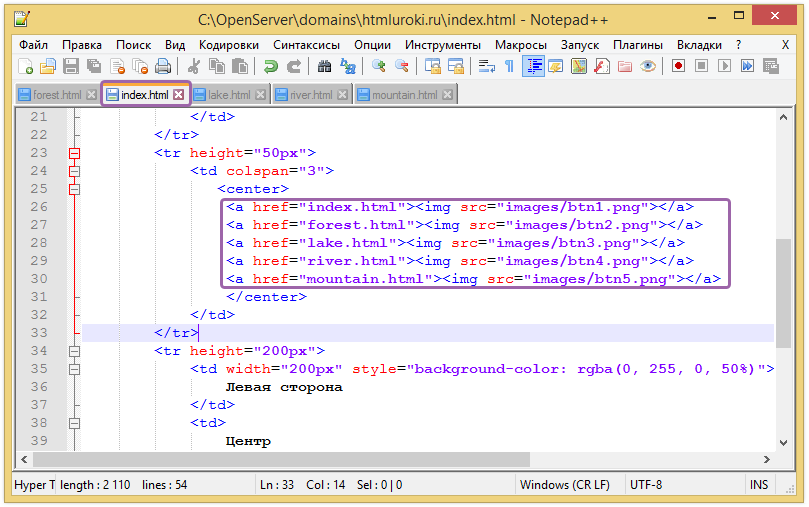 C:\OpenServer\domains\htmluroki.ru\index.html - Notepad++
Файл Правка Поиск Вид Кодировки Синтаксисы Опции Инструменты Макросы Запуск Плагины Вкладки ? X
forest.html index.html lake.html river.html mountain.html
21 </td>
22 </tr>
23 <tr height="50px">
24 <td colspan="3">
25 <center>
26 <a href="index.html"><img src="images/btn1.png"></a>
27 <a href="forest.html"><img src="images/btn2.png"></a>
28 <a href="lake.html"><img src="images/btn3.png"></a>
29 <a href="river.html"><img src="images/btn4.png"></a>
30 <a href="mountain.html"><img src="images/btn5.png"></a>
31 </center>
32 </td>
33 </tr>
34 <tr height="200px">
35 <td width="200px" style="background-color: rgba(0, 255, 0, 50%)">
36 Левая сторона
37 </td>
38 <td>
39 Центр
Hyper T length : 2 110 lines : 54 Ln : 33 Col : 14 Sel : 0 | 0 Windows (CR LF) UTF-8 INS